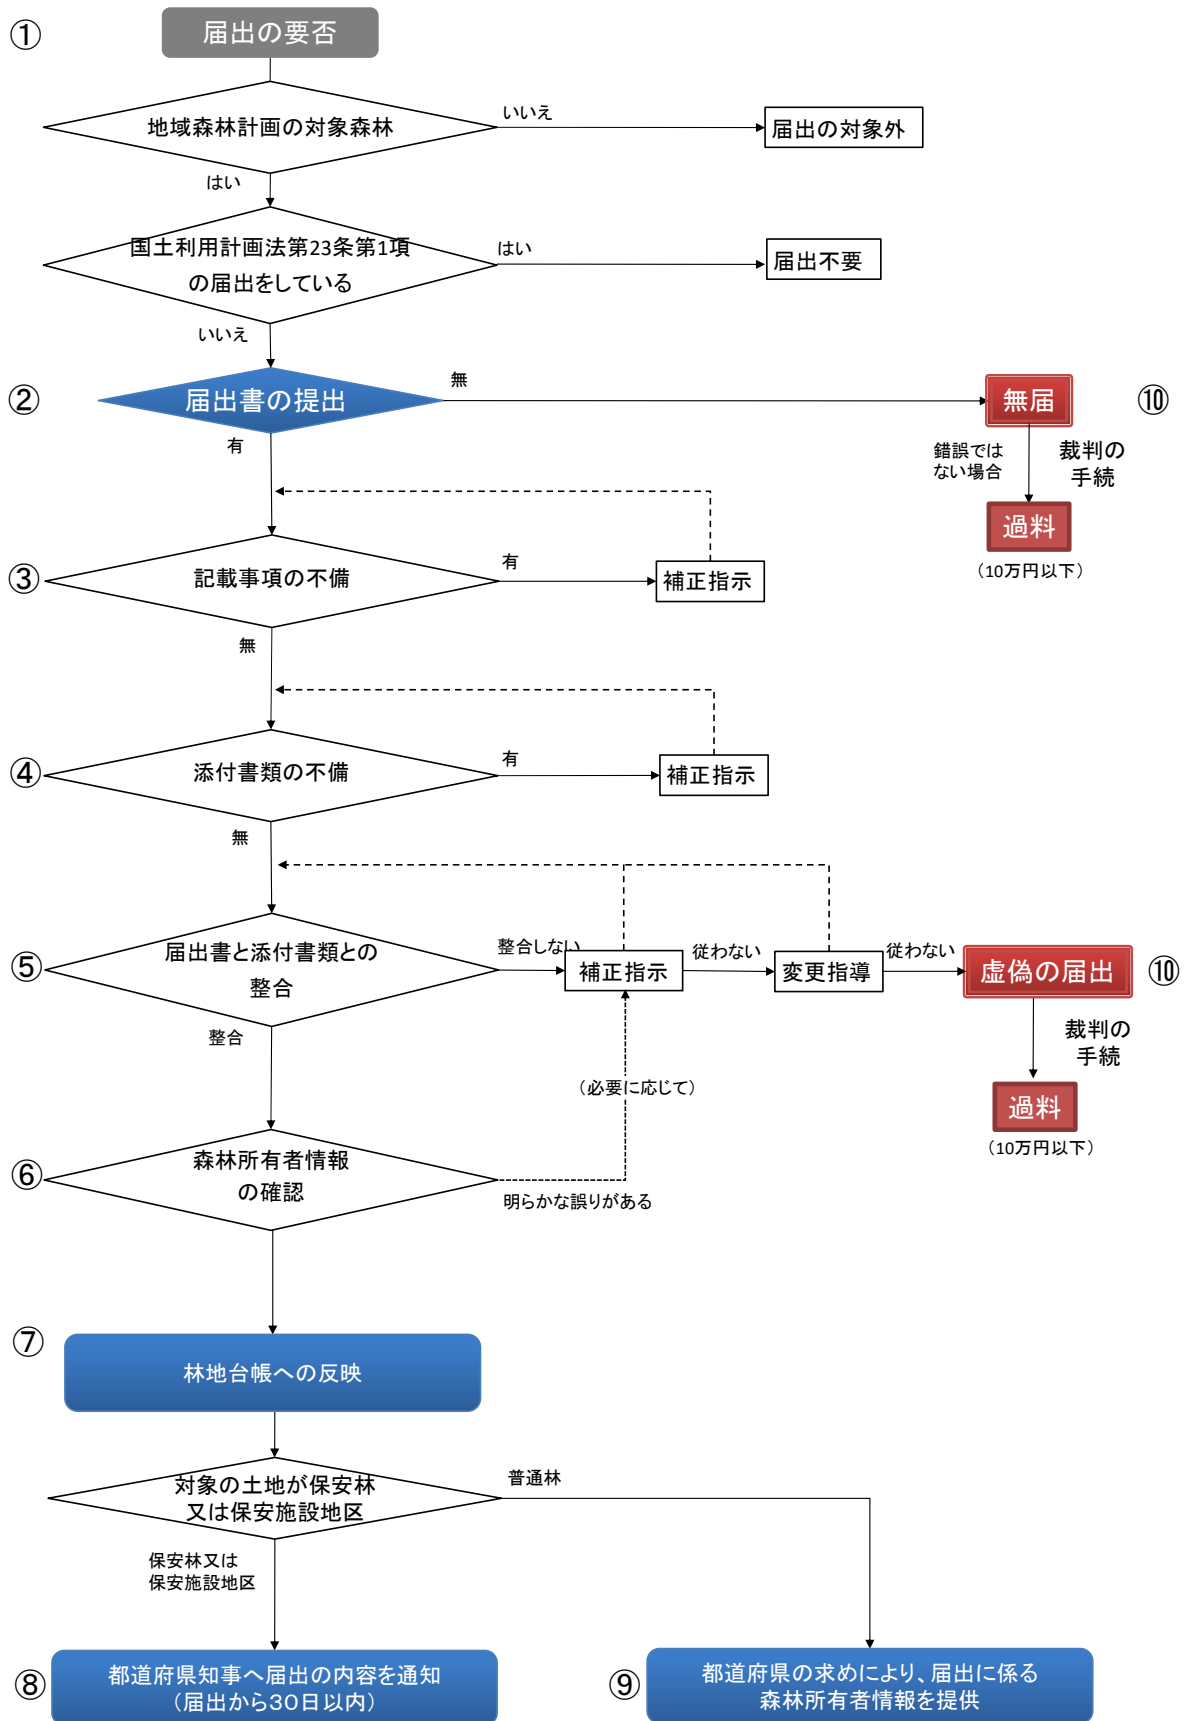 ①
届出の要否
地域森林計画の対象森林
いいえ
届出の対象外
はい
国土利用計画法第23条第1項
の届出をしている
はい
届出不要
いいえ
②
届出書の提出
無
無届
⑩
有
錯誤では
ない場合
裁判の
手続
過料
（10万円以下）
③
記載事項の不備
有
補正指示
無
④
添付書類の不備
有
補正指示
無
⑤
届出書と添付書類との
整合
整合しない
補正指示
従わない
変更指導
従わない
虚偽の届出
⑩
整合
裁判の
手続
（必要に応じて）
過料
（10万円以下）
⑥
森林所有者情報
の確認
明らかな誤りがある
⑦
林地台帳への反映
対象の土地が保安林
又は保安施設地区
普通林
保安林又は
保安施設地区
⑧
都道府県知事へ届出の内容を通知
（届出から30日以内）
⑨
都道府県の求めにより、届出に係る
森林所有者情報を提供